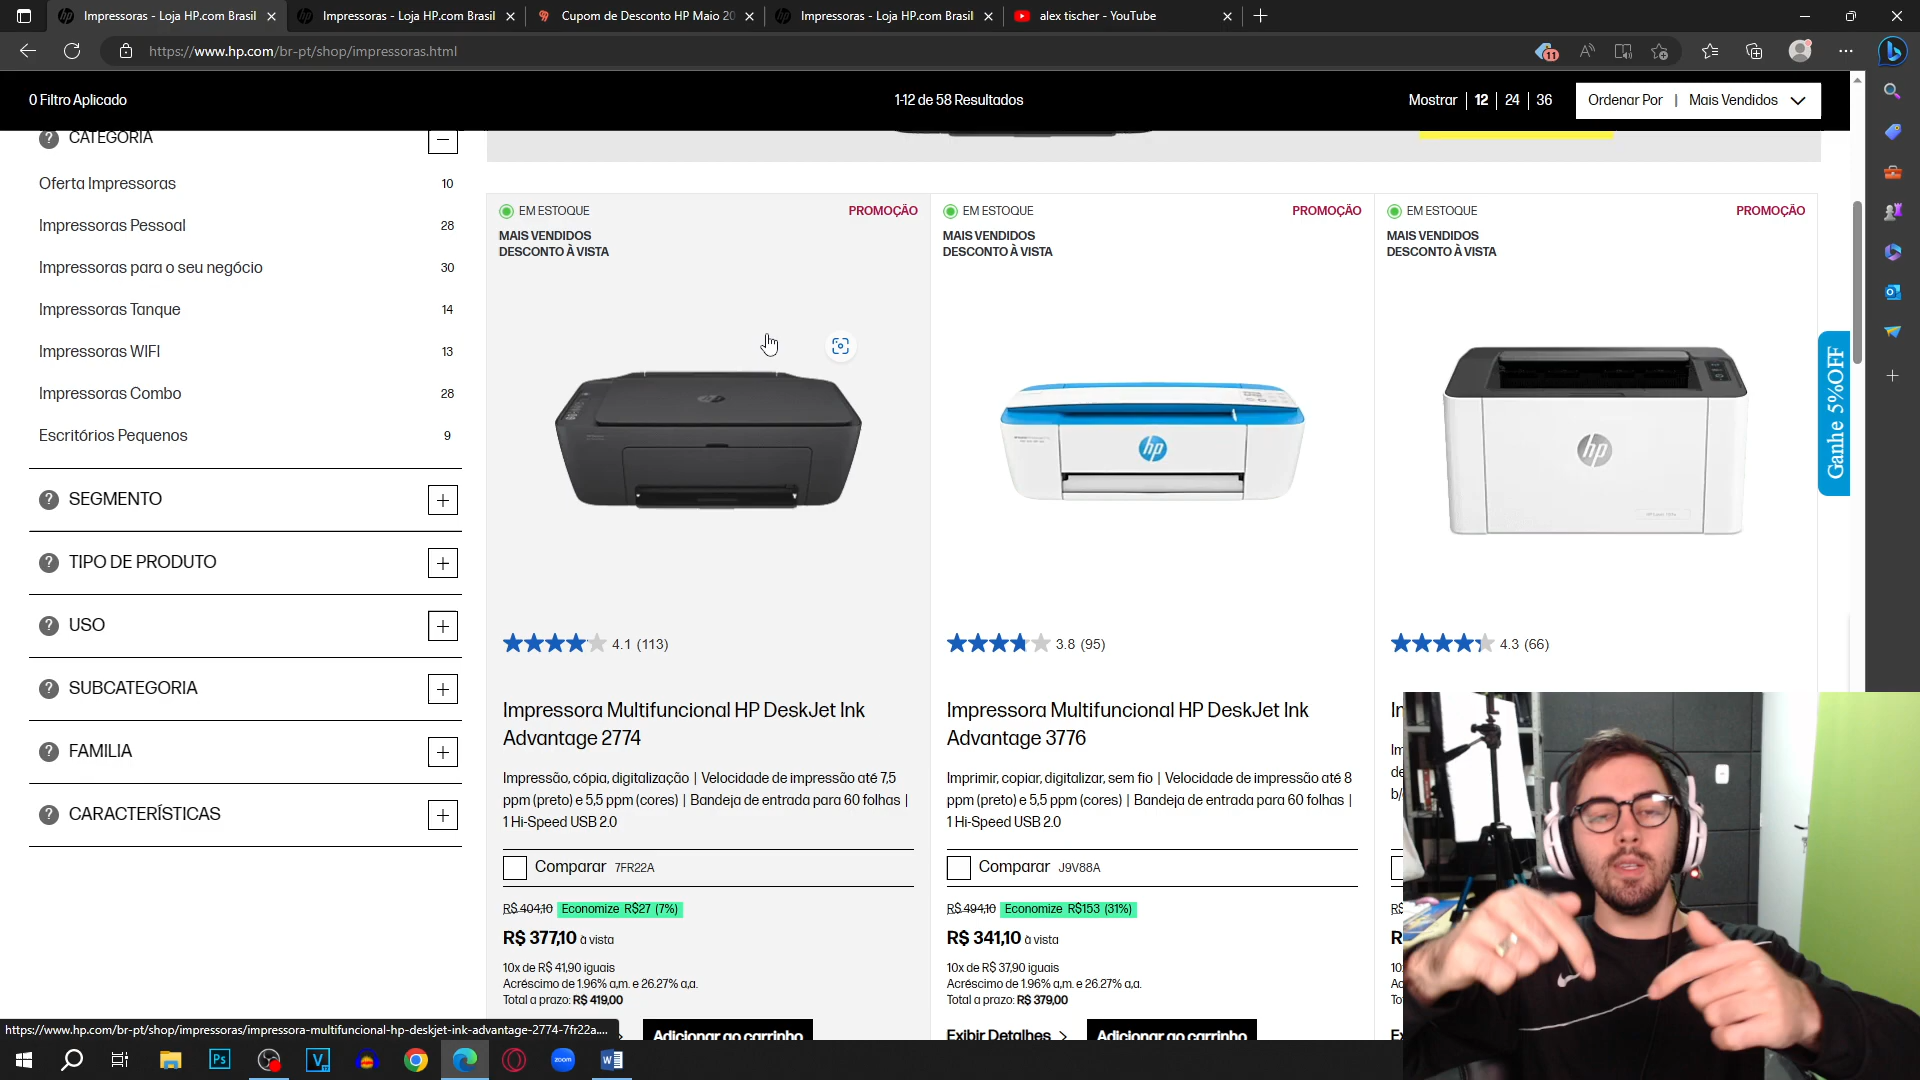 Impressoras - Loja HP.com Brasil
Impressoras - Loja HP.com Brasil
Cupom de Desconto HP Maio 20
Impressoras - Loja HP.com Brasil
alex tischer - YouTube
https://www.hp.com/br-pt/shop/impressoras.html
11
0 Filtro Aplicado
1-12 de 58 Resultados
Mostrar | 12 | 24 | 36
Ordenar Por | Mais Vendidos
CATEGORIA
Oferta Impressoras 10
Impressoras Pessoal 28
Impressoras para o seu negócio 30
Impressoras Tanque 14
Impressoras WIFI 13
Impressoras Combo 28
Escritórios Pequenos 9
SEGMENTO
TIPO DE PRODUTO
USO
SUBCATEGORIA
FAMILIA
CARACTERÍSTICAS
EM ESTOQUE PROMOÇÃO
MAIS VENDIDOS
DESCONTO À VISTA
4.1 (113)
Impressora Multifuncional HP DeskJet Ink
Advantage 2774
Impressão, cópia, digitalização | Velocidade de impressão até 7,5
ppm (preto) e 5,5 ppm (cores) | Bandeja de entrada para 60 folhas |
1 Hi-Speed USB 2.0
Comparar 7FR22A
R$ 404,10 Economize R$27 (7%)
R$ 377,10 à vista
10x de R$ 41,90 iguais
Acréscimo de 1.96% a,m. e 26.27% a,a.
Total a prazo: R$ 419,00
Adicionar ao carrinho
EM ESTOQUE PROMOÇÃO
MAIS VENDIDOS
DESCONTO À VISTA
hp
3.8 (95)
Impressora Multifuncional HP DeskJet Ink
Advantage 3776
Imprimir, copiar, digitalizar, sem fio | Velocidade de impressão até 8
ppm (preto) e 5,5 ppm (cores) | Bandeja de entrada para 60 folhas |
1 Hi-Speed USB 2.0
Comparar J9V88A
R$ 494,10 Economize R$153 (31%)
R$ 341,10 à vista
10x de R$ 37,90 iguais
Acréscimo de 1.96% a,m. e 26.27% a,a.
Total a prazo: R$ 379,00
Exibir Detalhes >
Adicionar ao carrinho
EM ESTOQUE PROMOÇÃO
MAIS VENDIDOS
DESCONTO À VISTA
hp
4.3 (66)
Ganhe 5%OFF
https://www.hp.com/br-pt/shop/impressoras/impressora-multifuncional-hp-deskjet-ink-advantage-2774-7fr22a....
Ps
V
zoom
W